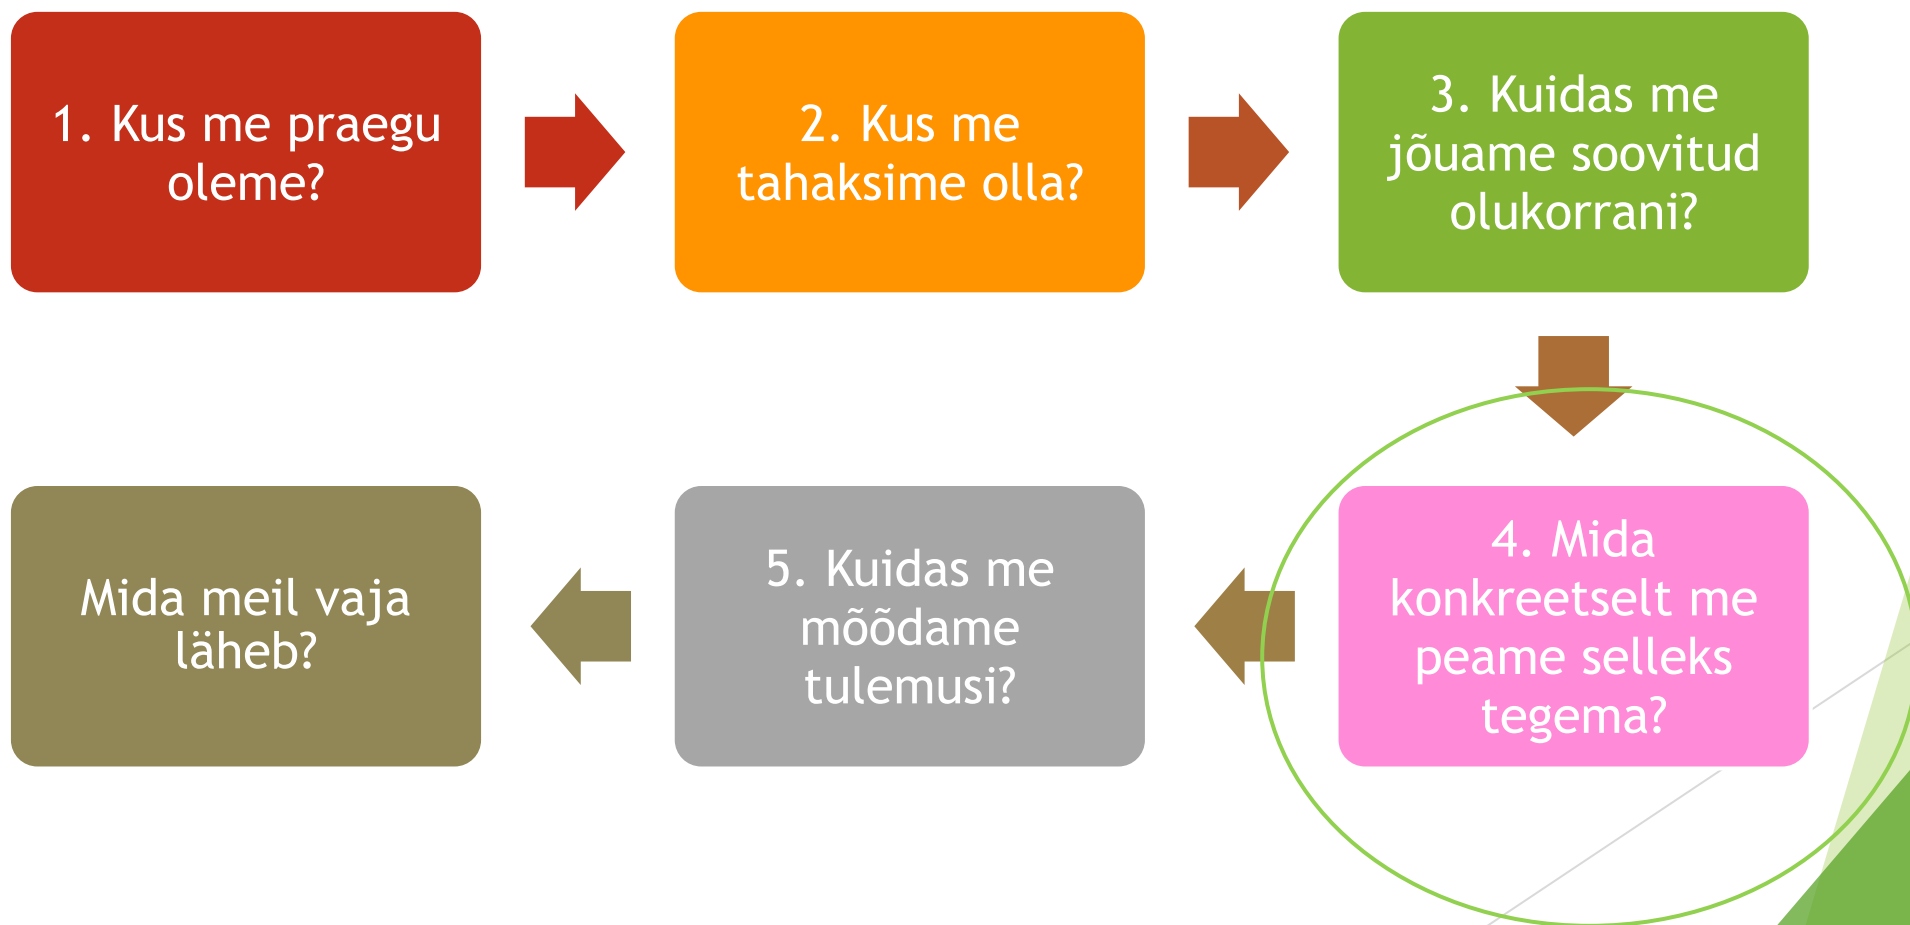 1. Kus me praegu
oleme?
2. Kus me
tahaksime olla?
3. Kuidas me
jõuame soovitud
olukorrani?
4. Mida
konkreetselt me
peame selleks
tegema?
5. Kuidas me
mõõdame
tulemusi?
Mida meil vaja
läheb?